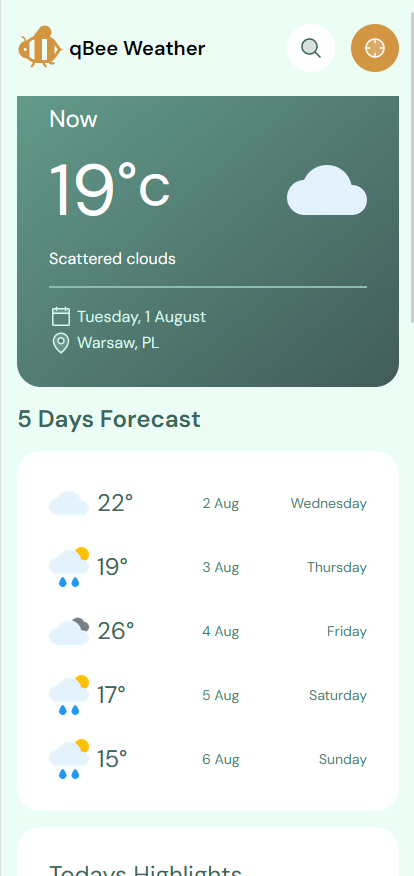 qBee Weather
Now
19°c
Scattered clouds
Tuesday, 1 August
Warsaw, PL
5 Days Forecast
22° 2 Aug Wednesday
19° 3 Aug Thursday
26° 4 Aug Friday
17° 5 Aug Saturday
15° 6 Aug Sunday
Todays Highlights